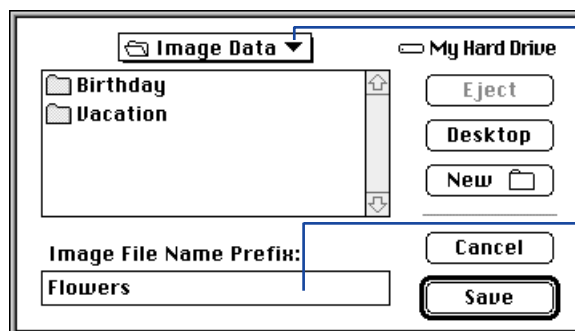 Image Data
My Hard Drive
Birthday
Vacation
Eject
Desktop
New
Image File Name Prefix:
Flowers
Cancel
Save